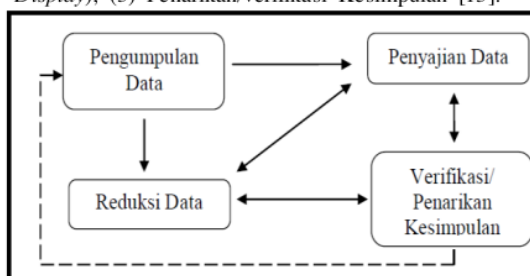 Display), (3) Penarikan/verifikasi Kesimpulan [15].
Pengumpulan
Data
Penyajian Data
Reduksi Data
Verifikasi/
Penarikan
Kesimpulan